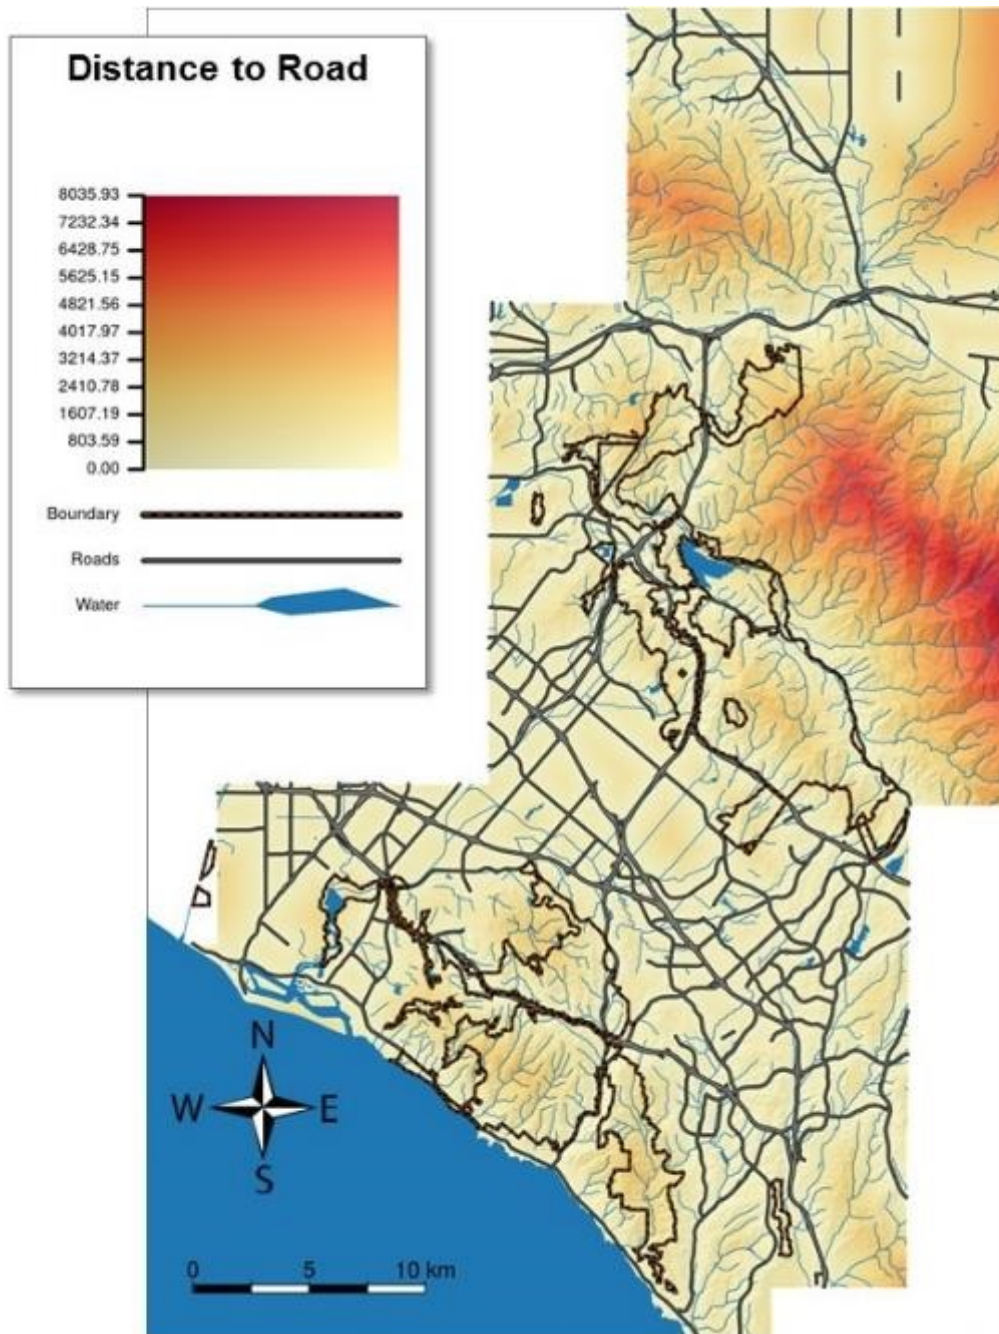 Distance to Road
8035.93
7232.34
6428.75
5625.15
4821.56
4017.97
3214.37
2410.78
1607.19
803.59
0.00
Boundary
Roads
Water
N
W E
S
0 5 10 km